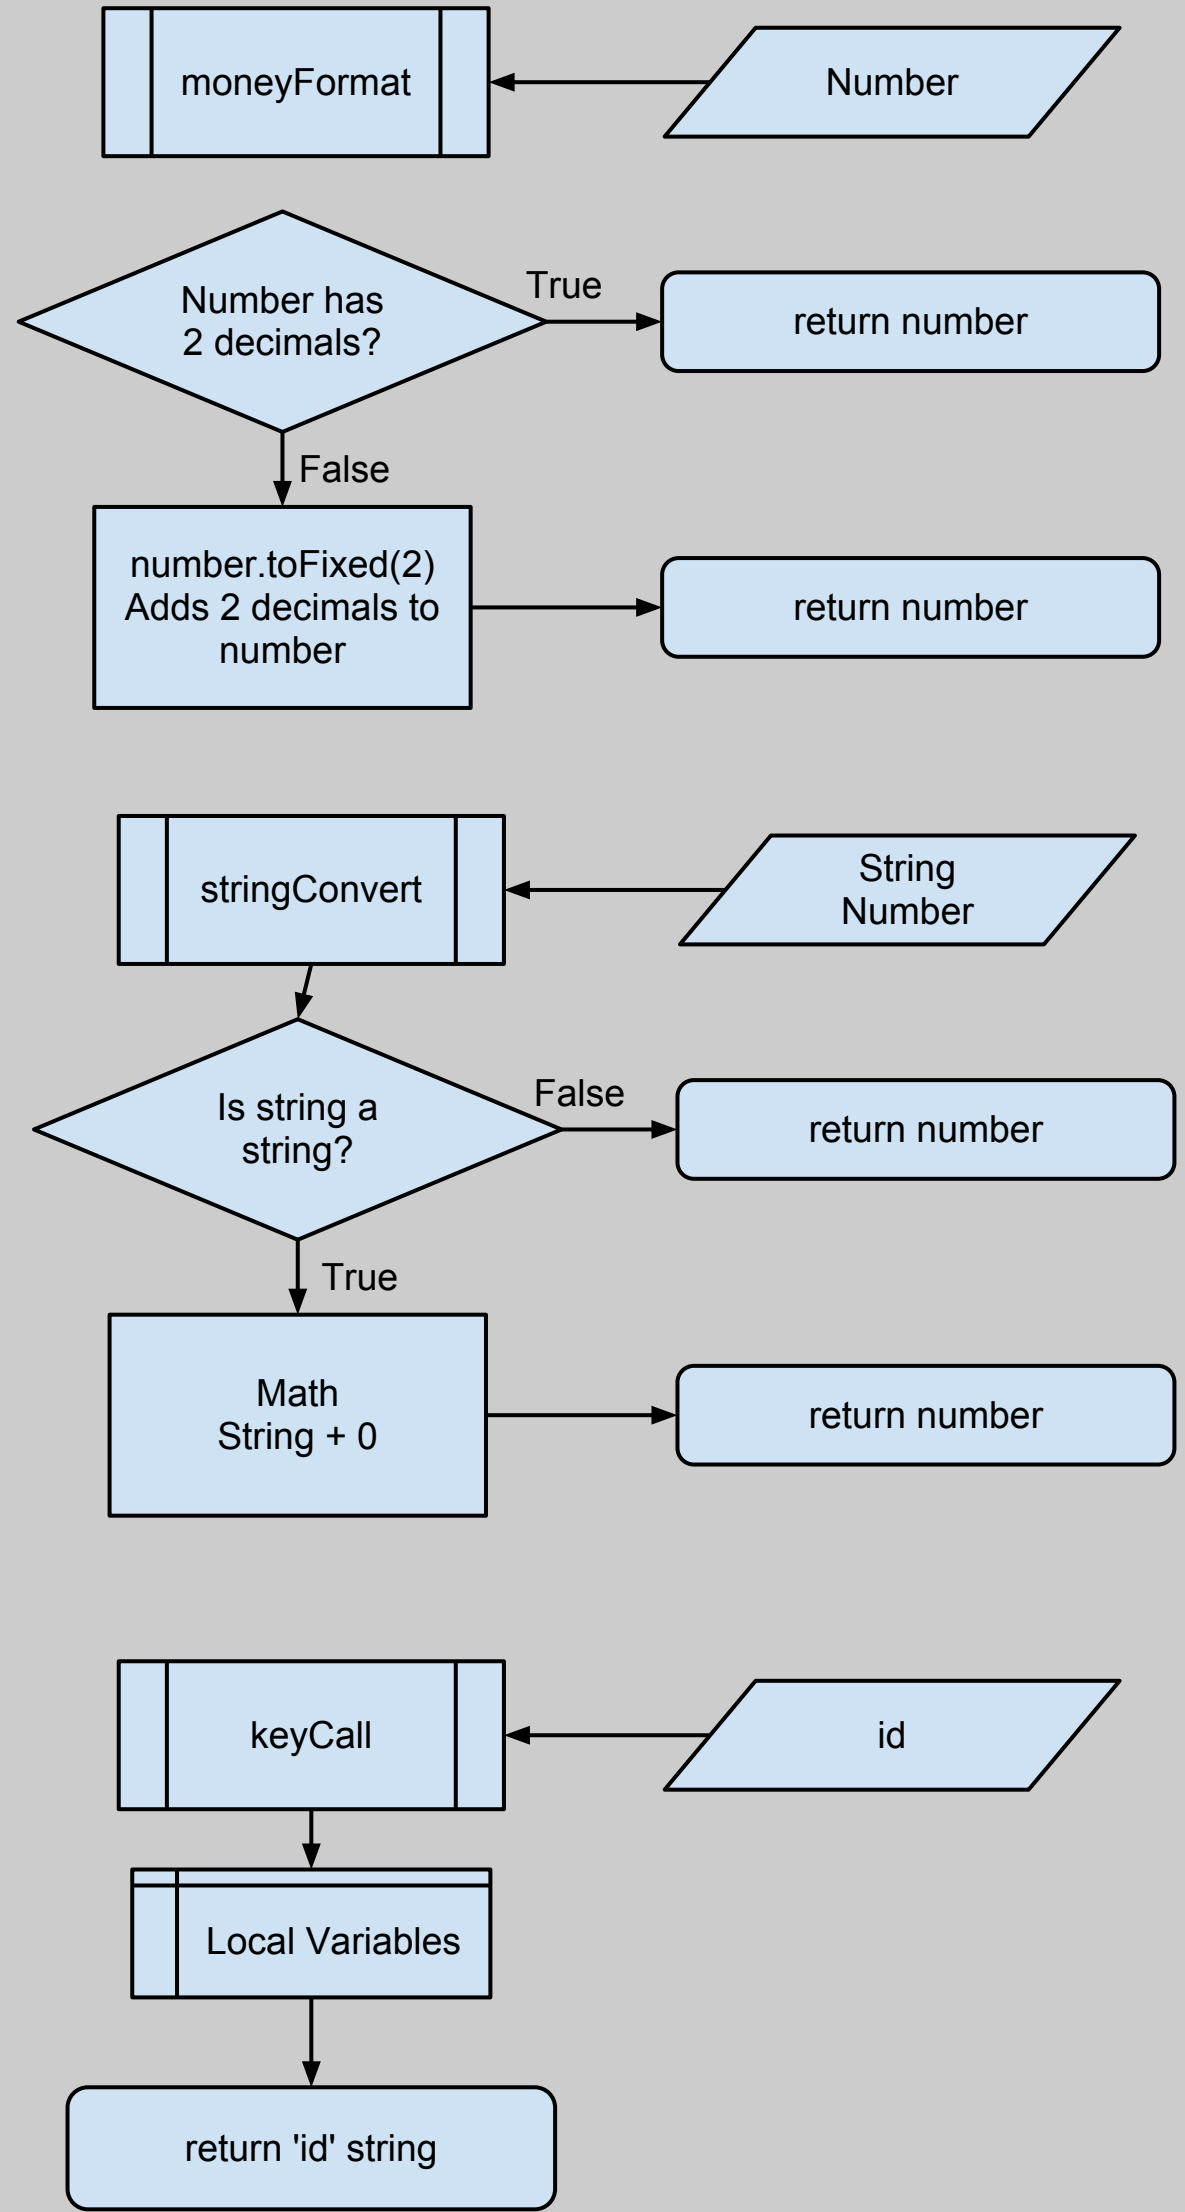 moneyFormat
Number
Number has
2 decimals?
True
return number
False
number.toFixed(2)
Adds 2 decimals to
number
return number
stringConvert
String
Number
Is string a
string?
False
return number
True
Math
String + 0
return number
keyCall
id
Local Variables
return 'id' string